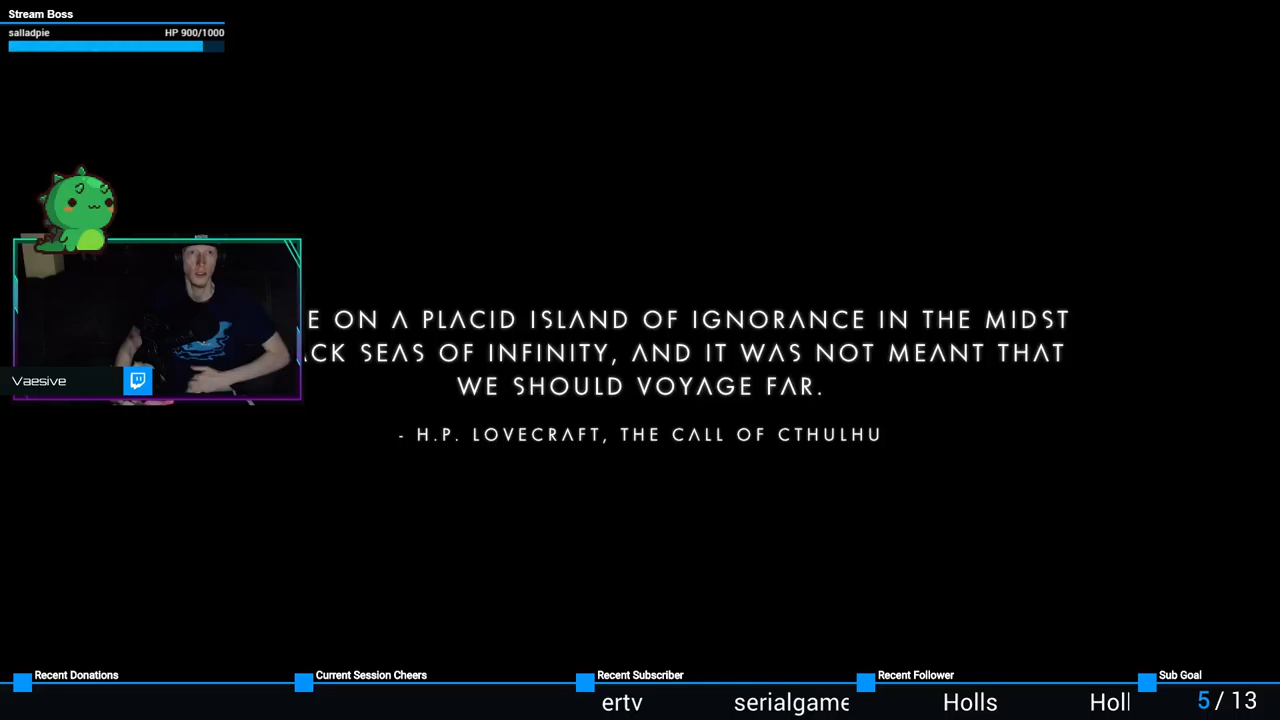 Stream Boss
salladpie HP 900/1000
E ON A PLACID ISLAND OF IGNORANCE IN THE MIDST
ACK SEAS OF INFINITY, AND IT WAS NOT MEANT THAT
WE SHOULD VOYAGE FAR.
- H.P. LOVECRAFT, THE CALL OF CTHULHU
Vaesive
Recent Donations Current Session Cheers Recent Subscriber Recent Follower Sub Goal
ertv serialgame Holls Holl 5 / 13